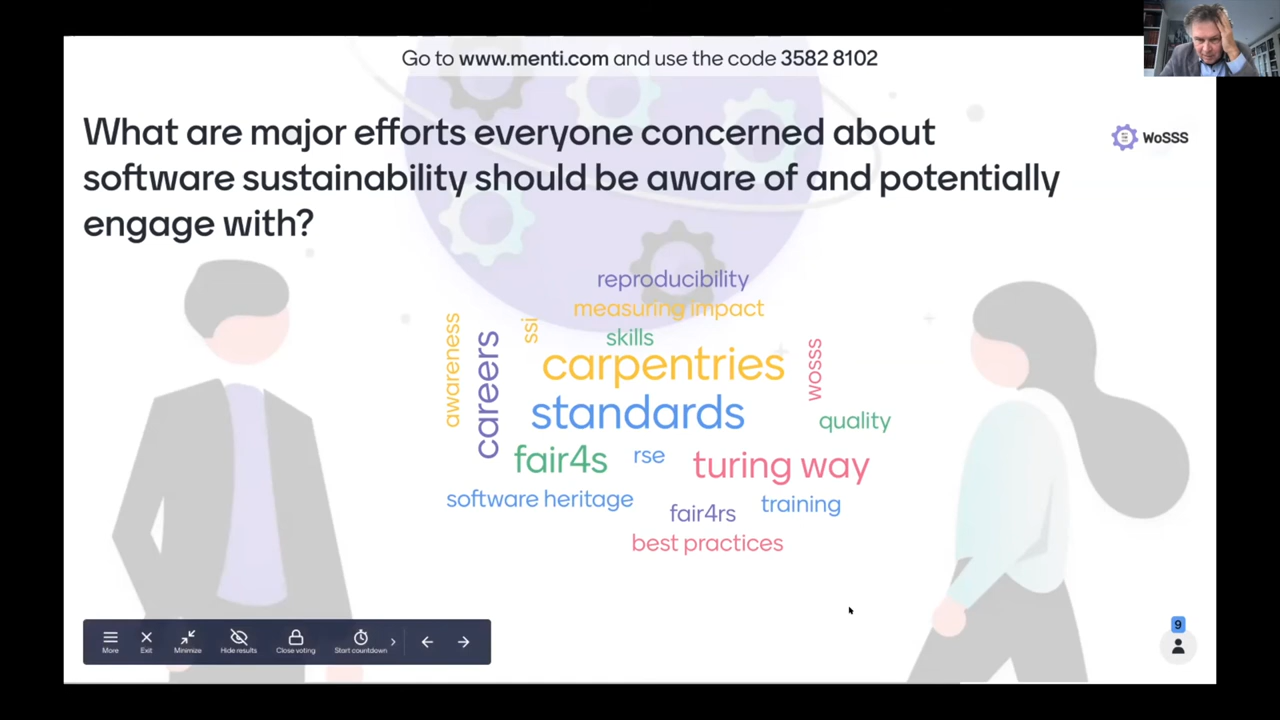 Go to www.menti.com and use the code 3582 8102
What are major efforts everyone concerned about
software sustainability should be aware of and potentially
engage with?
WoSSS
reproducibility
measuring impact
skills
ssi
awareness
careers
carpentries
wosss
standards
quality
fair4s
rse
turing way
software heritage
fair4rs
training
best practices
More
Exit
Minimize
Hide results
Close voting
Start countdown
9